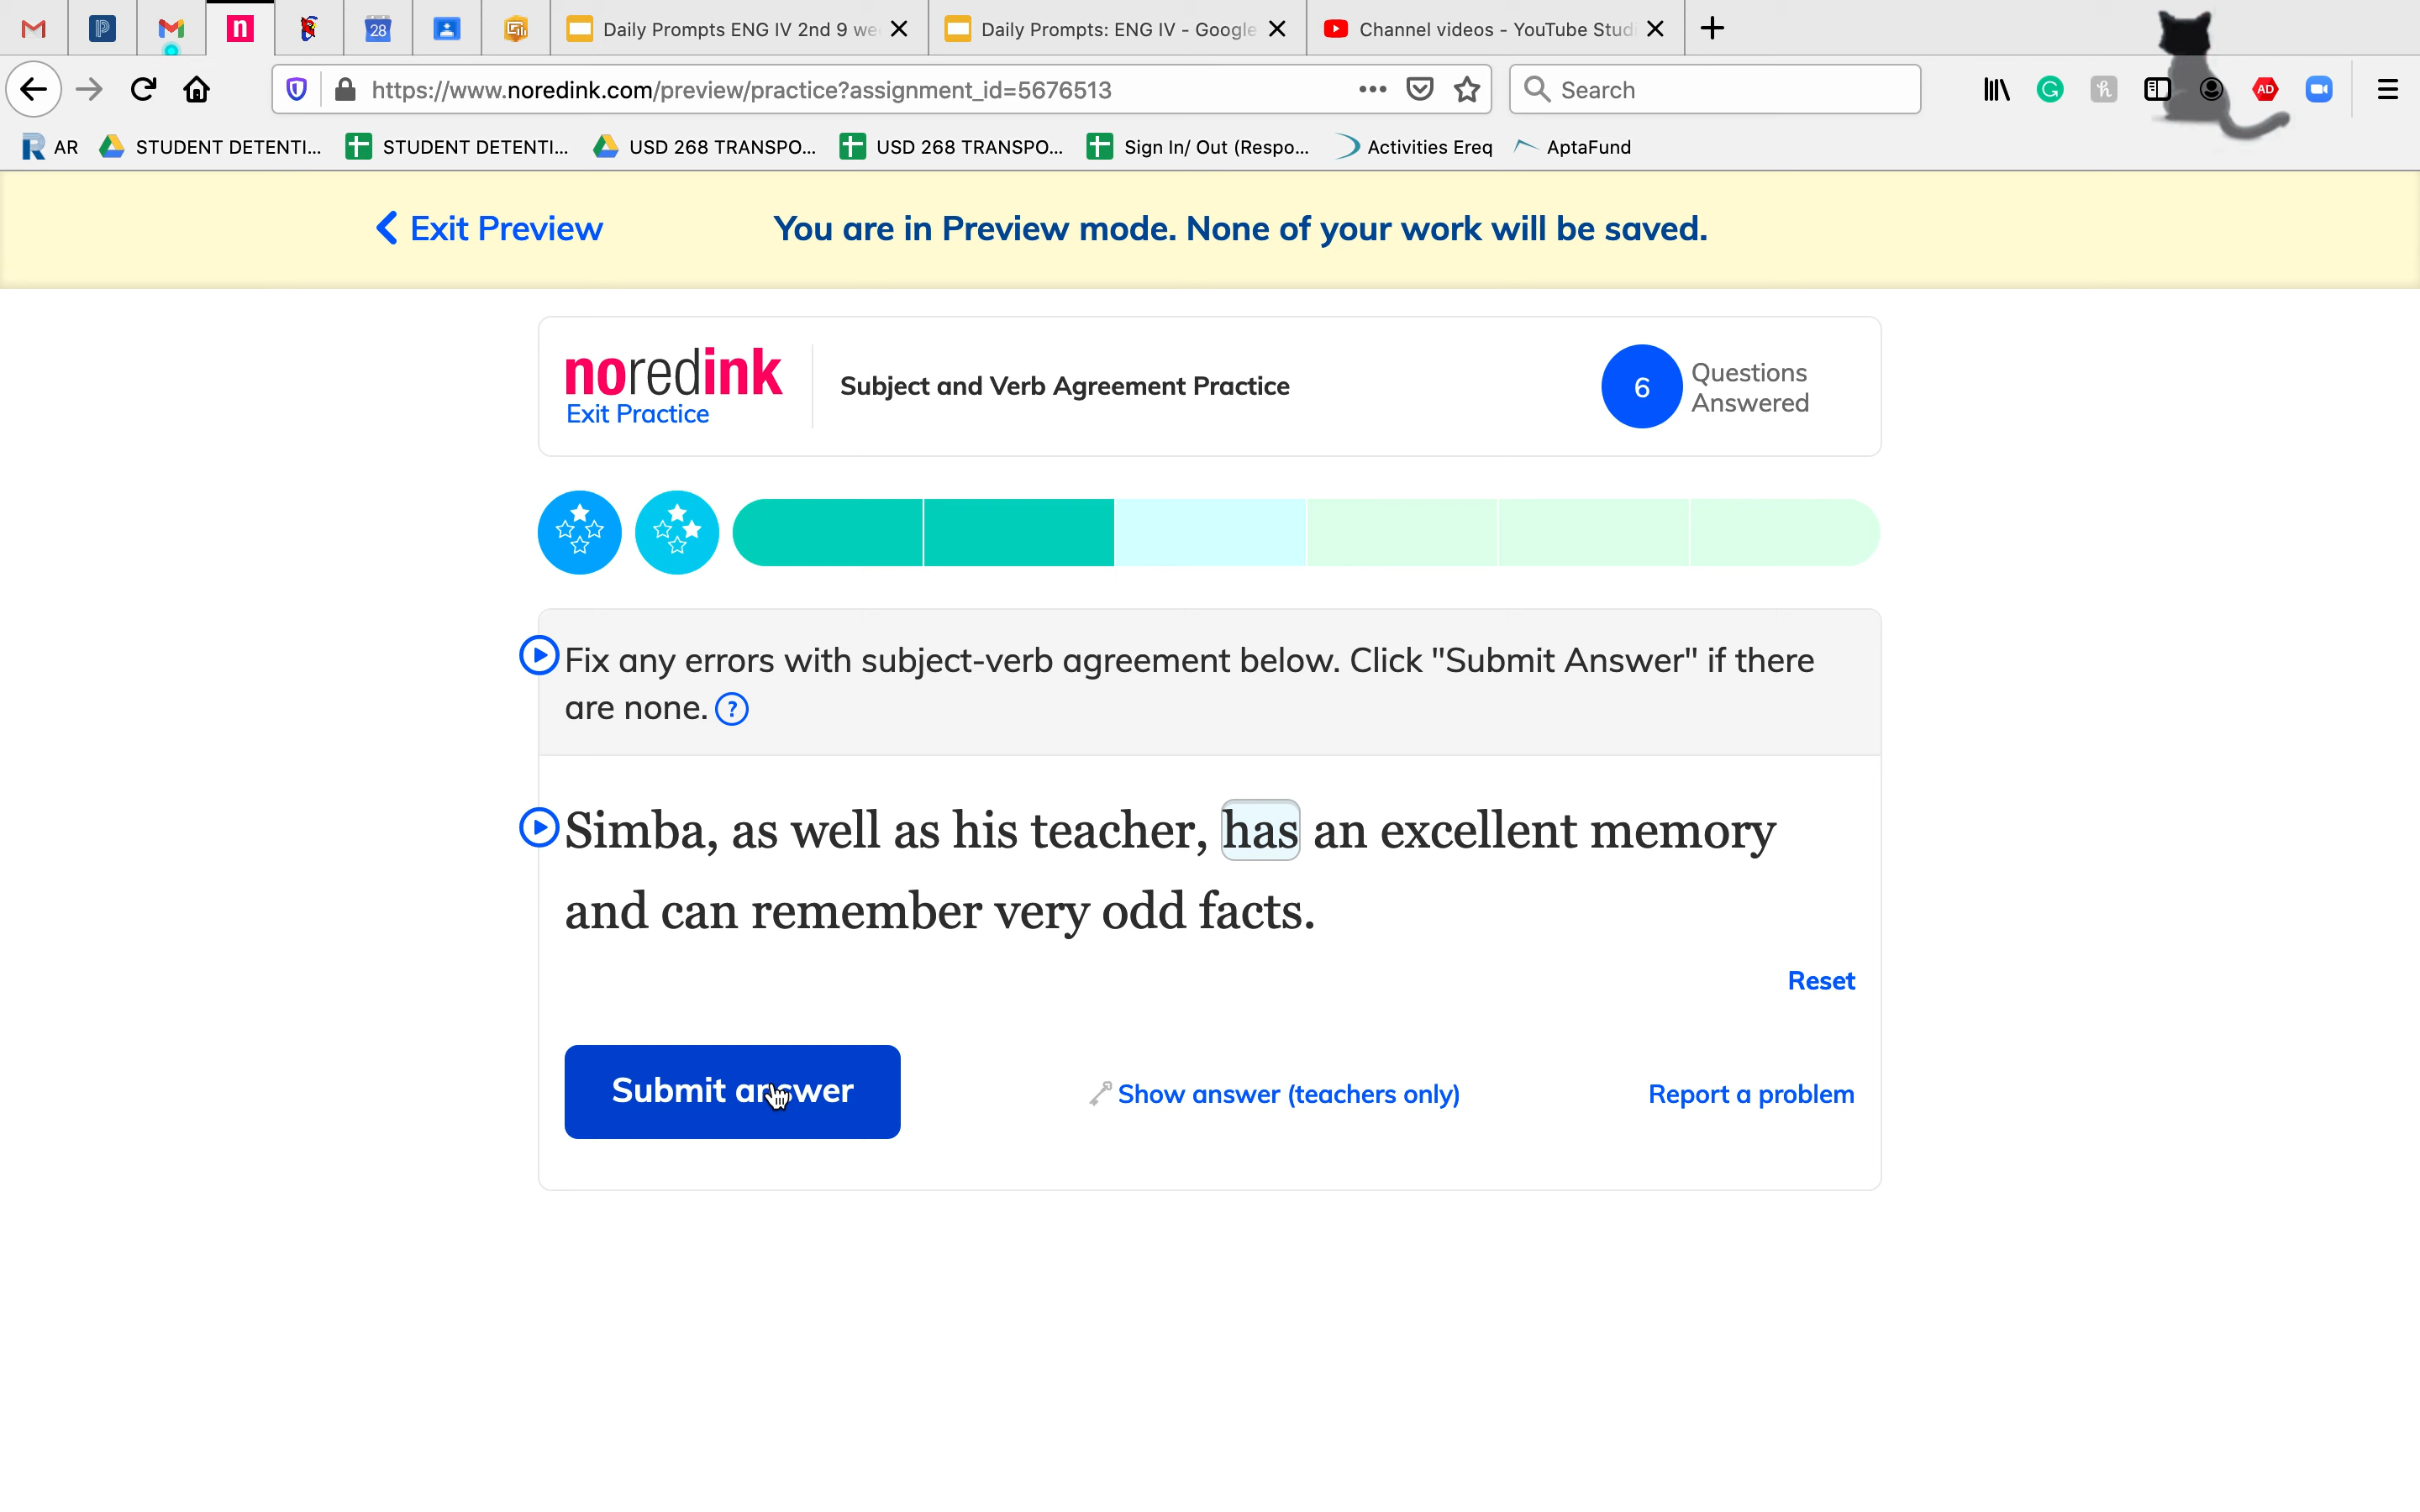 P
n
28
Daily Prompts ENG IV 2nd 9 we
Daily Prompts: ENG IV - Google
Channel videos - YouTube Stud
https://www.noredink.com/preview/practice?assignment_id=5676513
Search
AD
AR
STUDENT DETENTI...
STUDENT DETENTI...
USD 268 TRANSPO...
USD 268 TRANSPO...
Sign In/ Out (Respo...
Activities Ereq
AptaFund
Exit Preview
You are in Preview mode. None of your work will be saved.
noredink
Exit Practice
Subject and Verb Agreement Practice
6
Questions
Answered
Fix any errors with subject-verb agreement below. Click "Submit Answer" if there
are none. ?
Simba, as well as his teacher, has an excellent memory
and can remember very odd facts.
Reset
Submit answer
Show answer (teachers only)
Report a problem